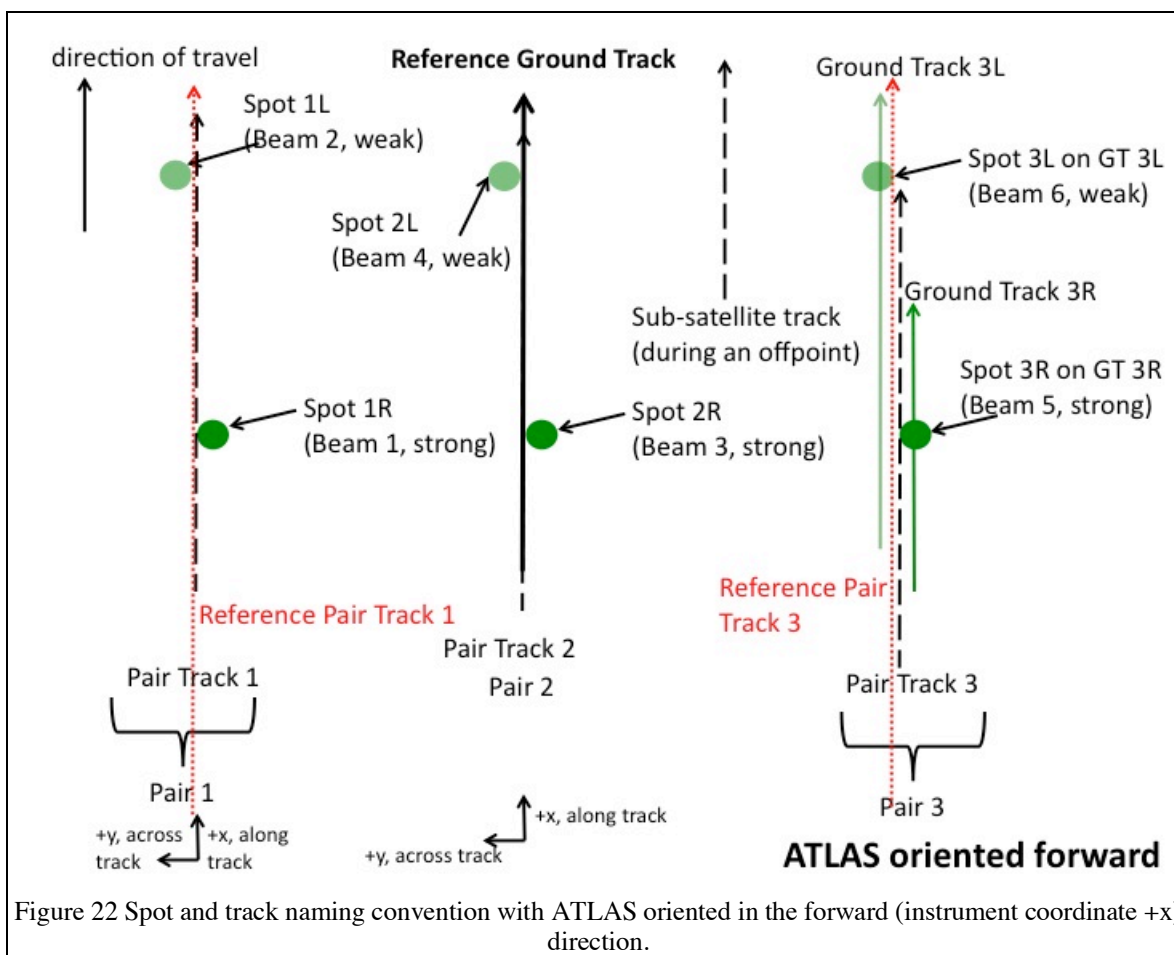 direction of travel
Reference Ground Track
Ground Track 3L
Spot 1L
(Beam 2, weak)
Spot 2L
(Beam 4, weak)
Spot 3L on GT 3L
(Beam 6, weak)
Sub-satellite track
(during an offpoint)
Ground Track 3R
Spot 1R
(Beam 1, strong)
Spot 2R
(Beam 3, strong)
Spot 3R on GT 3R
(Beam 5, strong)
Reference Pair Track 1
Reference Pair
Track 3
Pair Track 1
Pair Track 2
Pair 2
Pair Track 3
Pair 1
Pair 3
+y, across
track
+x, along
track
+x, along track
+y, across track
ATLAS oriented forward
Figure 22 Spot and track naming convention with ATLAS oriented in the forward (instrument coordinate +x)
direction.